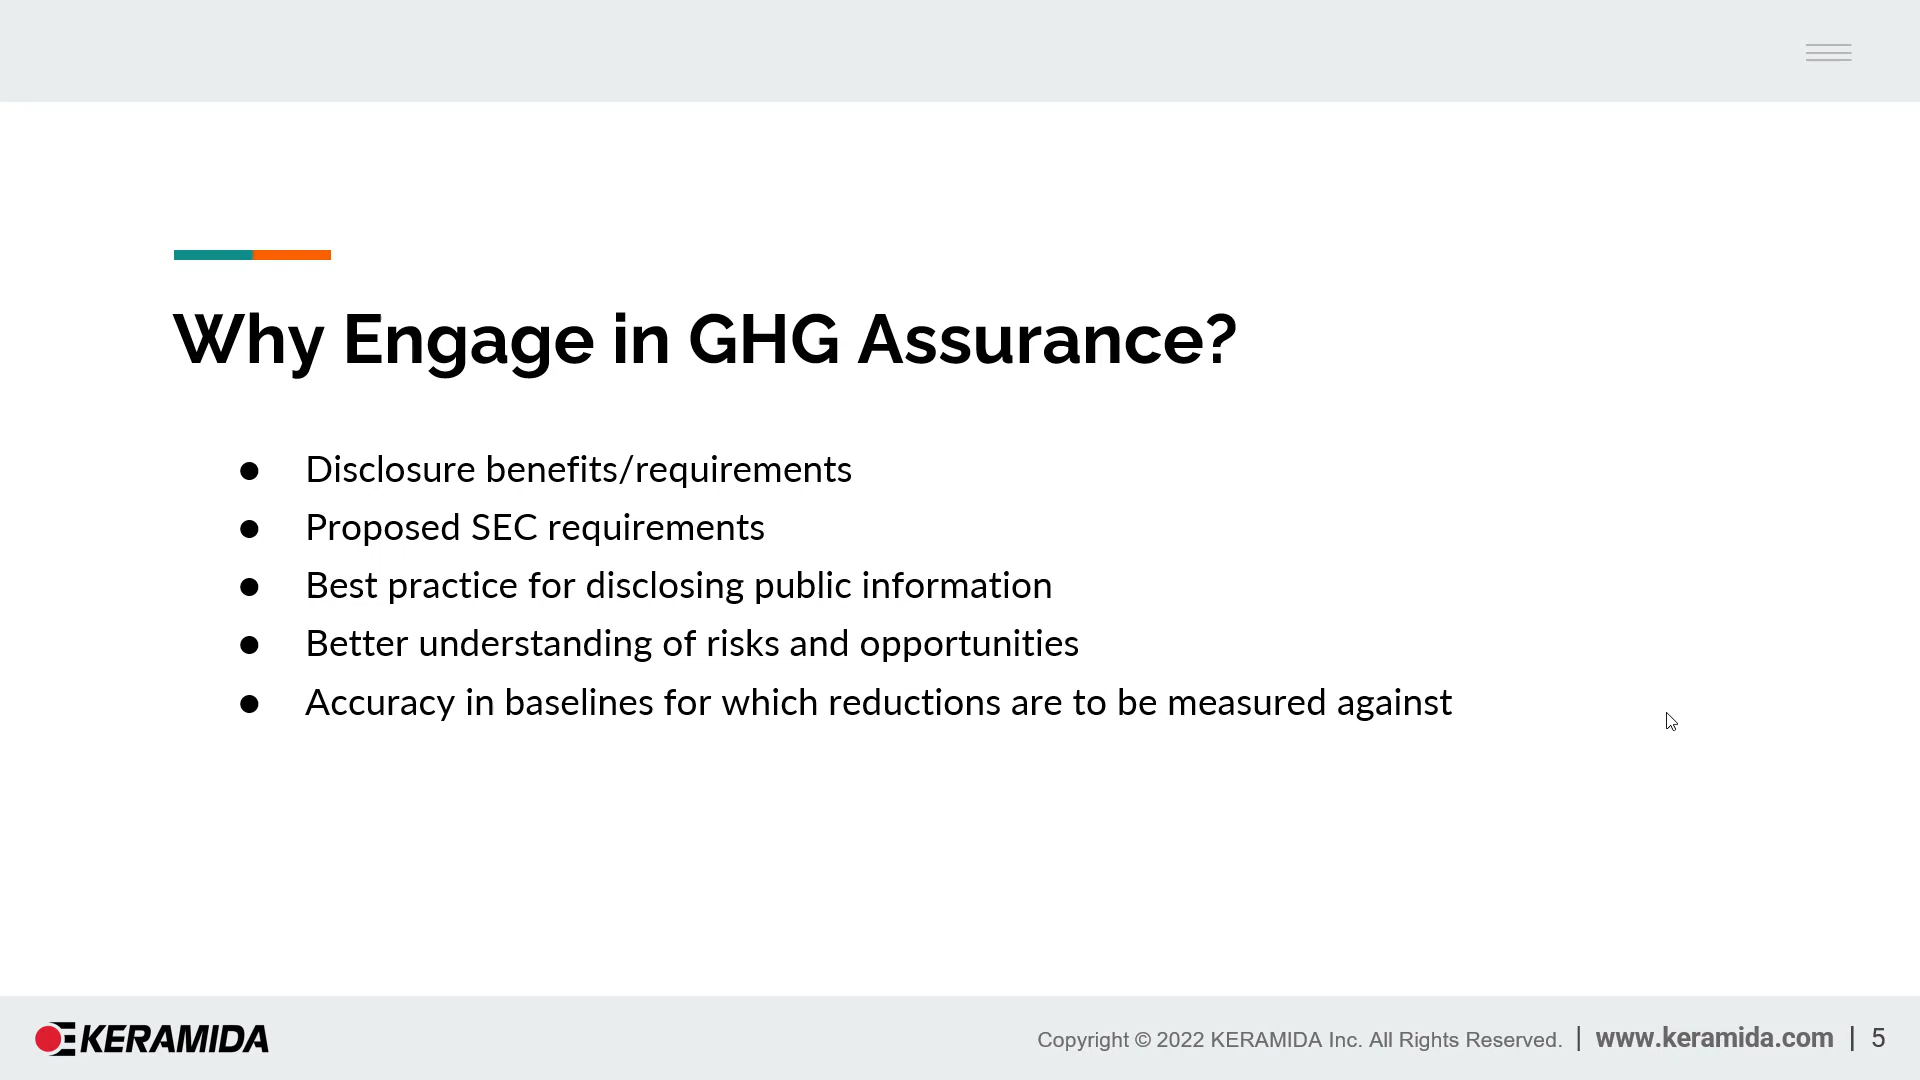 Why Engage in GHG Assurance?
● Disclosure benefits/requirements
● Proposed SEC requirements
● Best practice for disclosing public information
● Better understanding of risks and opportunities
● Accuracy in baselines for which reductions are to be measured against
KERAMIDA
Copyright © 2022 KERAMIDA Inc. All Rights Reserved. | www.keramida.com | 5